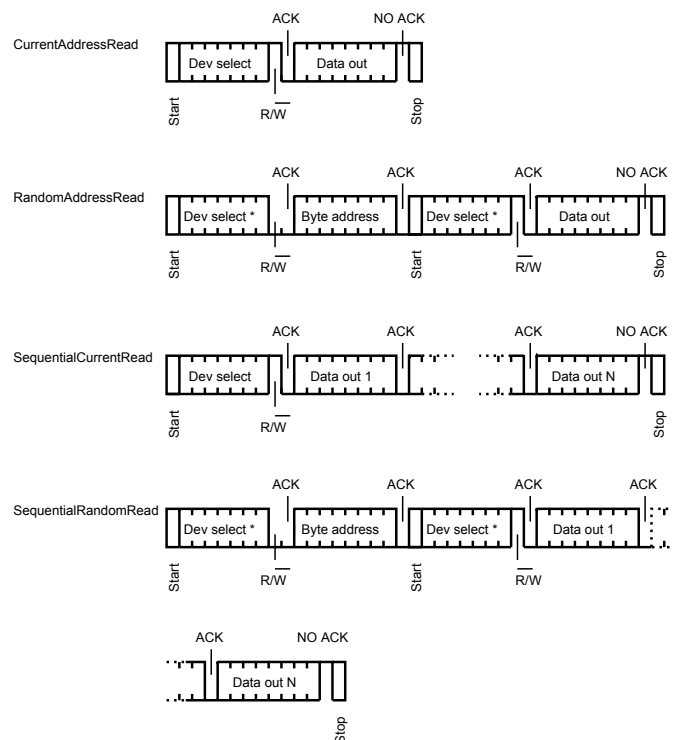 ACK NO ACK
CurrentAddressRead
Dev select Data out
Start R/W Stop
ACK ACK ACK NO ACK
RandomAddressRead
Dev select * Byte address Dev select * Data out
Start R/W Start R/W Stop
ACK ACK ACK NO ACK
SequentialCurrentRead
Dev select Data out 1 Data out N
Start R/W Stop
ACK ACK ACK ACK
SequentialRandomRead
Dev select * Byte address Dev select * Data out 1
Start R/W Start R/W
ACK NO ACK
Data out N
Stop